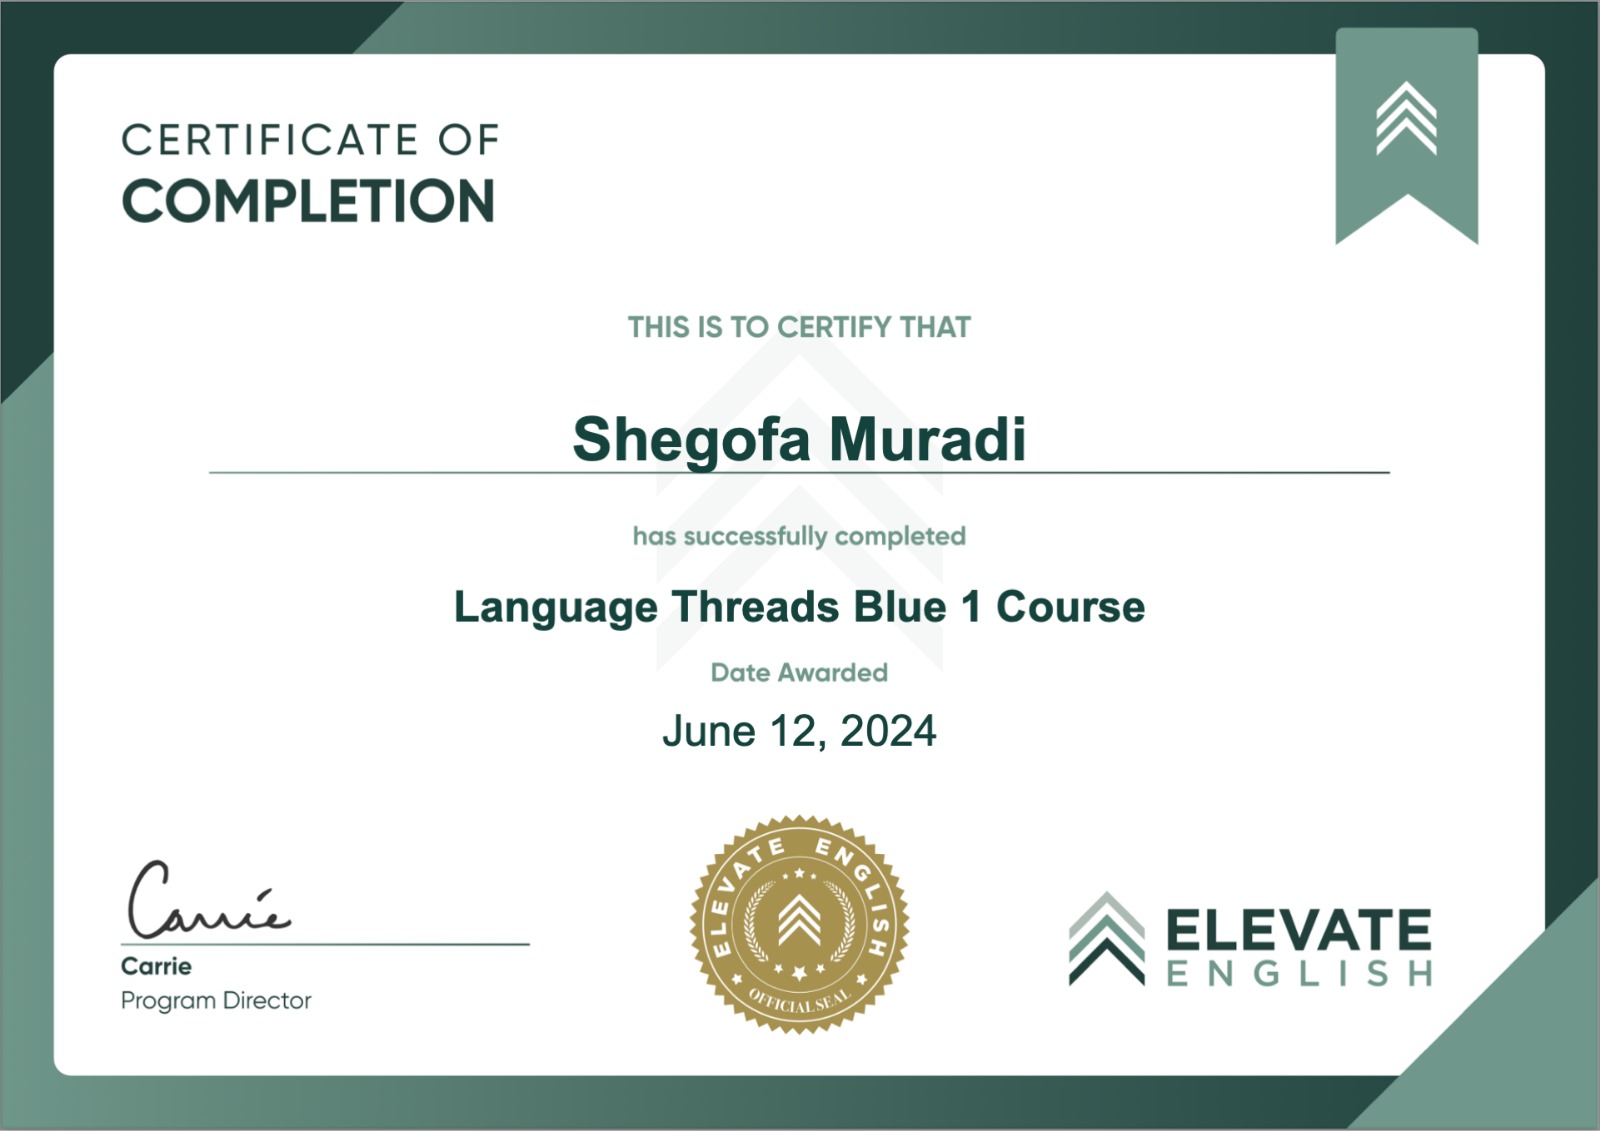 CERTIFICATE OF
COMPLETION
THIS IS TO CERTIFY THAT
Shegofa Muradi
has successfully completed
Language Threads Blue 1 Course
Date Awarded
June 12, 2024
Carrie
Carrie
Program Director
ELEVATE ENGLISH
OFFICIAL SEAL
ELEVATE
ENGLISH